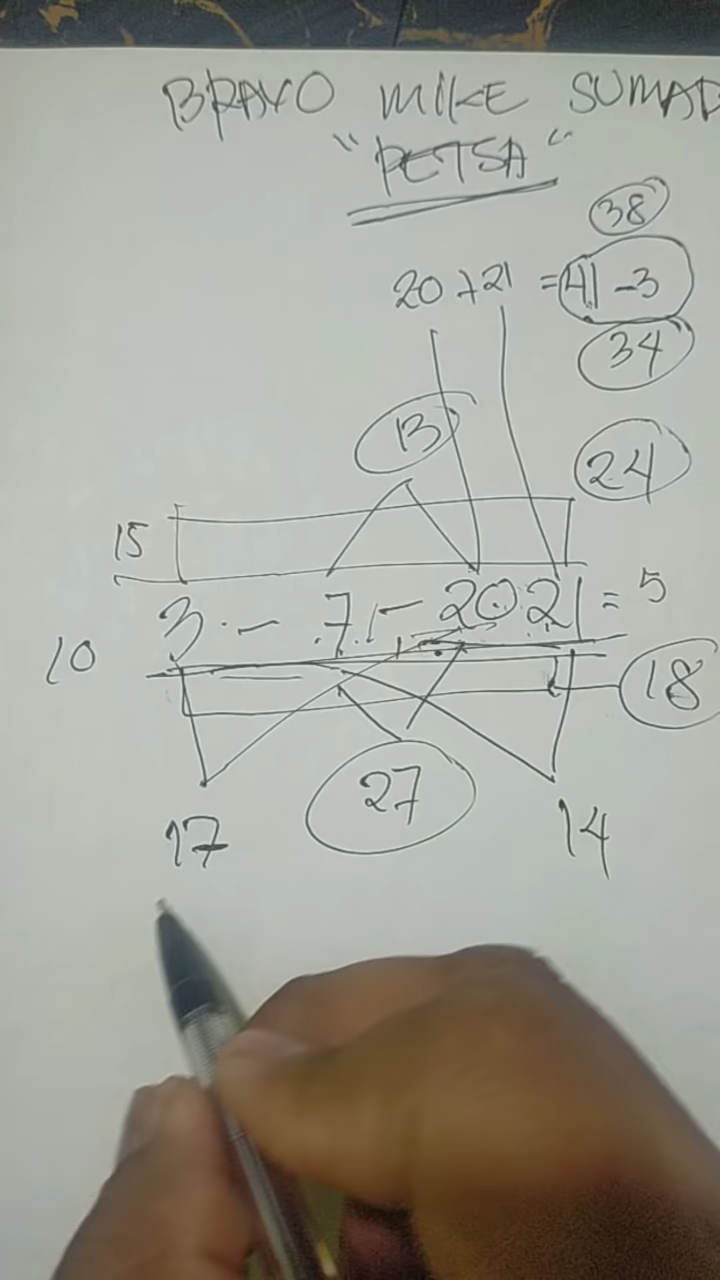 BRAVO MIKE SUMAD
"PETSA"
38
20 + 21 = 41 - 3
34
13
24
15
3 - 7 - 2021 = 5
10
18
27
17
14